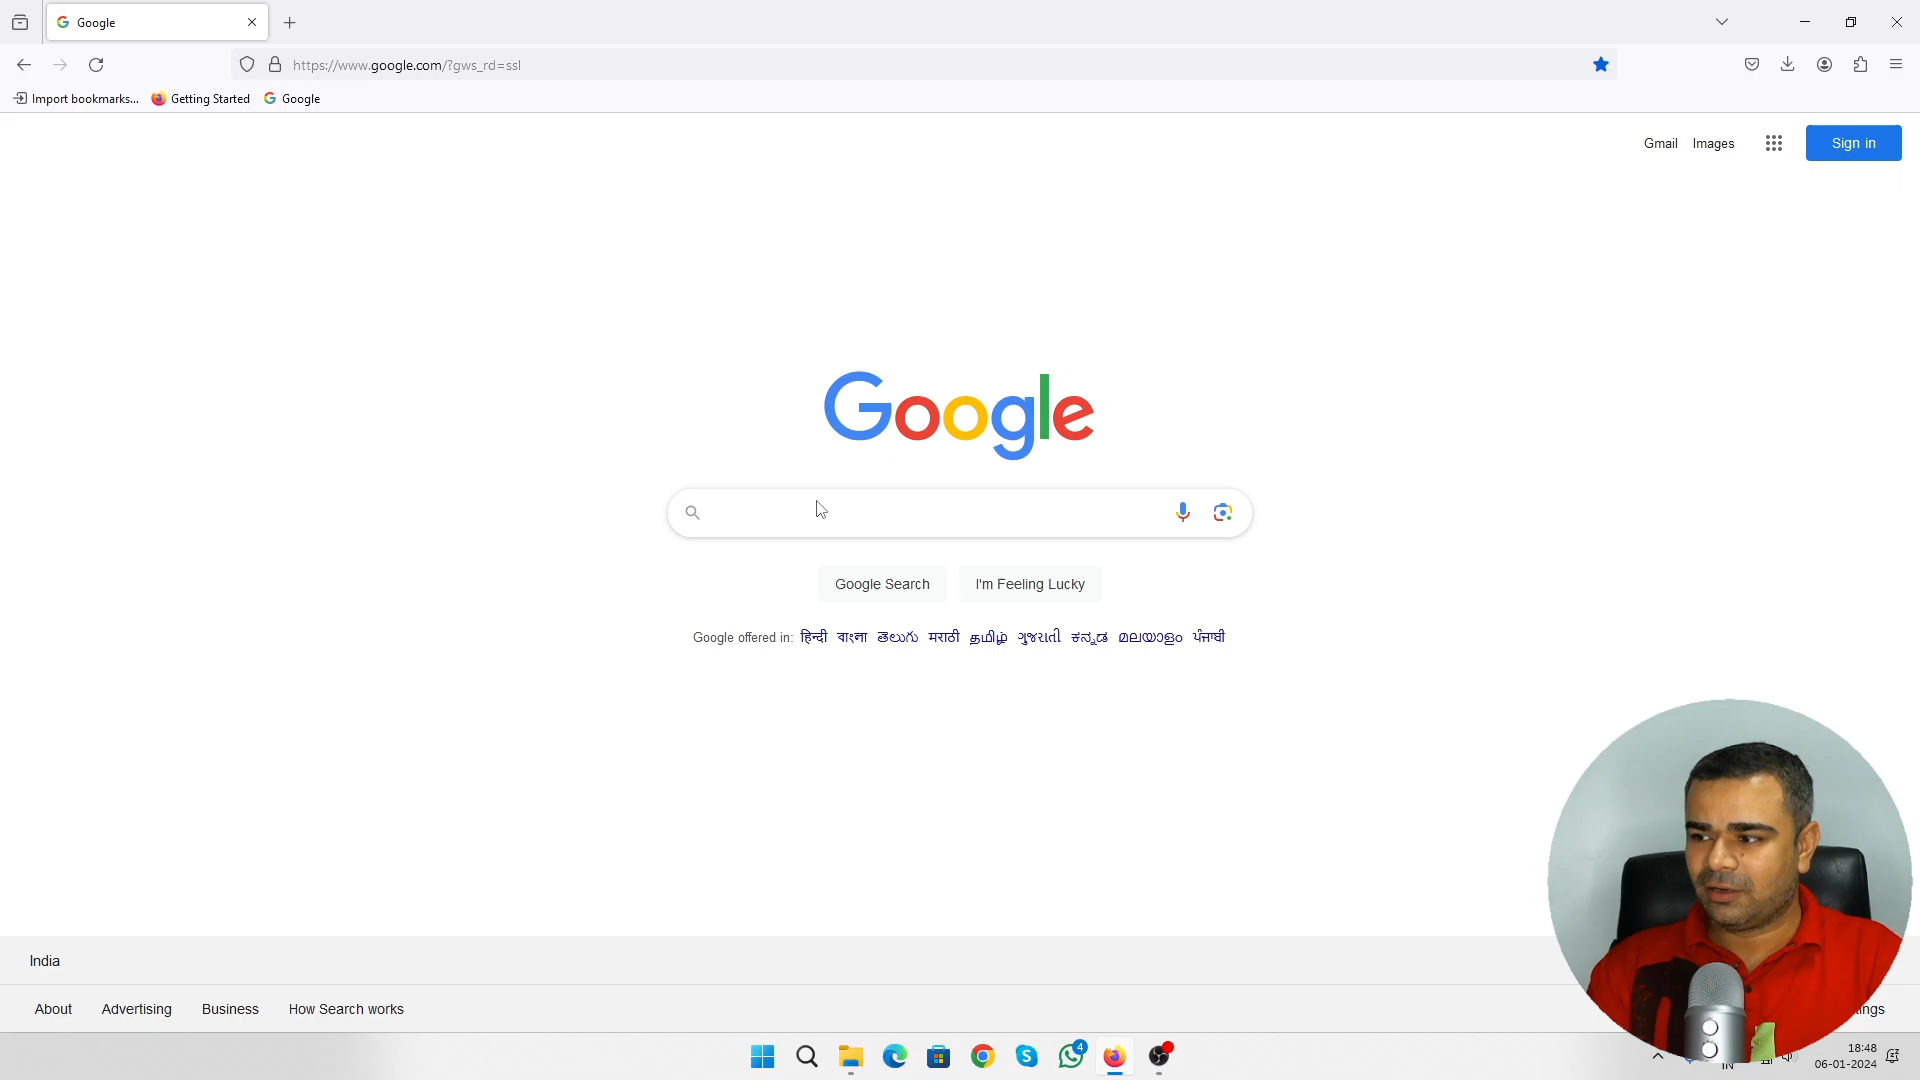 Google
https://www.google.com/?gws_rd=ssl
Import bookmarks...
Getting Started
Google
Gmail
Images
Sign in
Google
Google Search
I'm Feeling Lucky
Google offered in: हिन्दी বাংলা తెలుగు मराठी தமிழ் ગુજરાતી ಕನ್ನಡ മലയാളം ਪੰਜਾਬੀ
India
About
Advertising
Business
How Search works
4
IN
18:48
06-01-2024